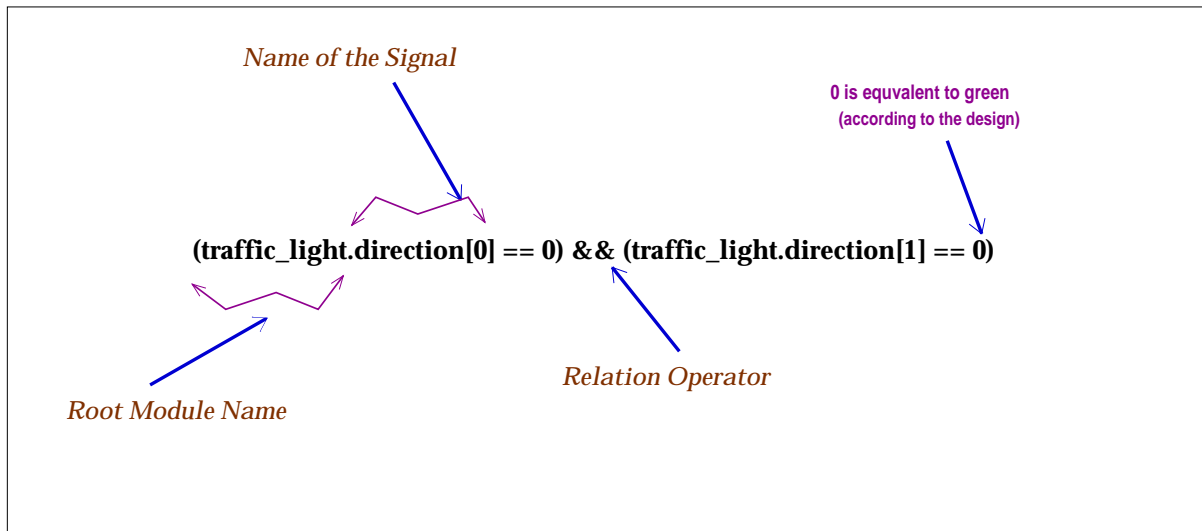 Name of the Signal
0 is equvalent to green
(according to the design)
(traffic_light.direction[0] == 0) && (traffic_light.direction[1] == 0)
Relation Operator
Root Module Name